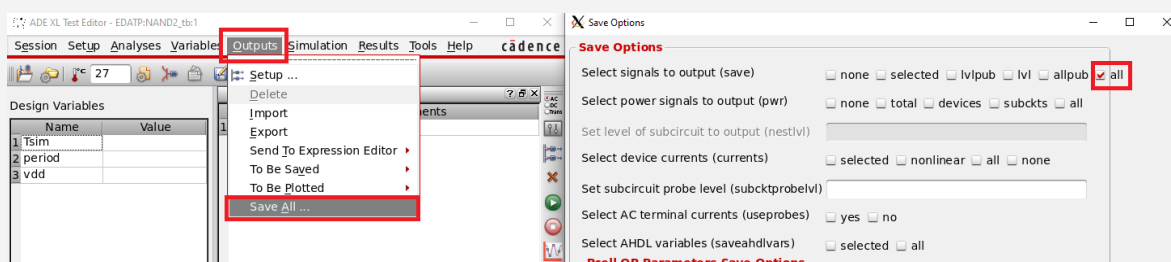 ADE XL Test Editor - EDATP:NAND2_tb:1
Session Setup Analyses Variables Outputs Simulation Results Tools Help cādence
27
Design Variables
Name Value
1 Tsim
2 period
3 vdd
Setup ...
Delete
Import
Export
Send To Expression Editor
To Be Saved
To Be Plotted
Save All ...
ents
1
AC
DC
Trans
Save Options
Save Options
Select signals to output (save) none selected lvlpub lvl allpub all
Select power signals to output (pwr) none total devices subckts all
Set level of subcircuit to output (nestlvl)
Select device currents (currents) selected nonlinear all none
Set subcircuit probe level (subcktprobelvl)
Select AC terminal currents (useprobes) yes no
Select AHDL variables (saveahdlvars) selected all